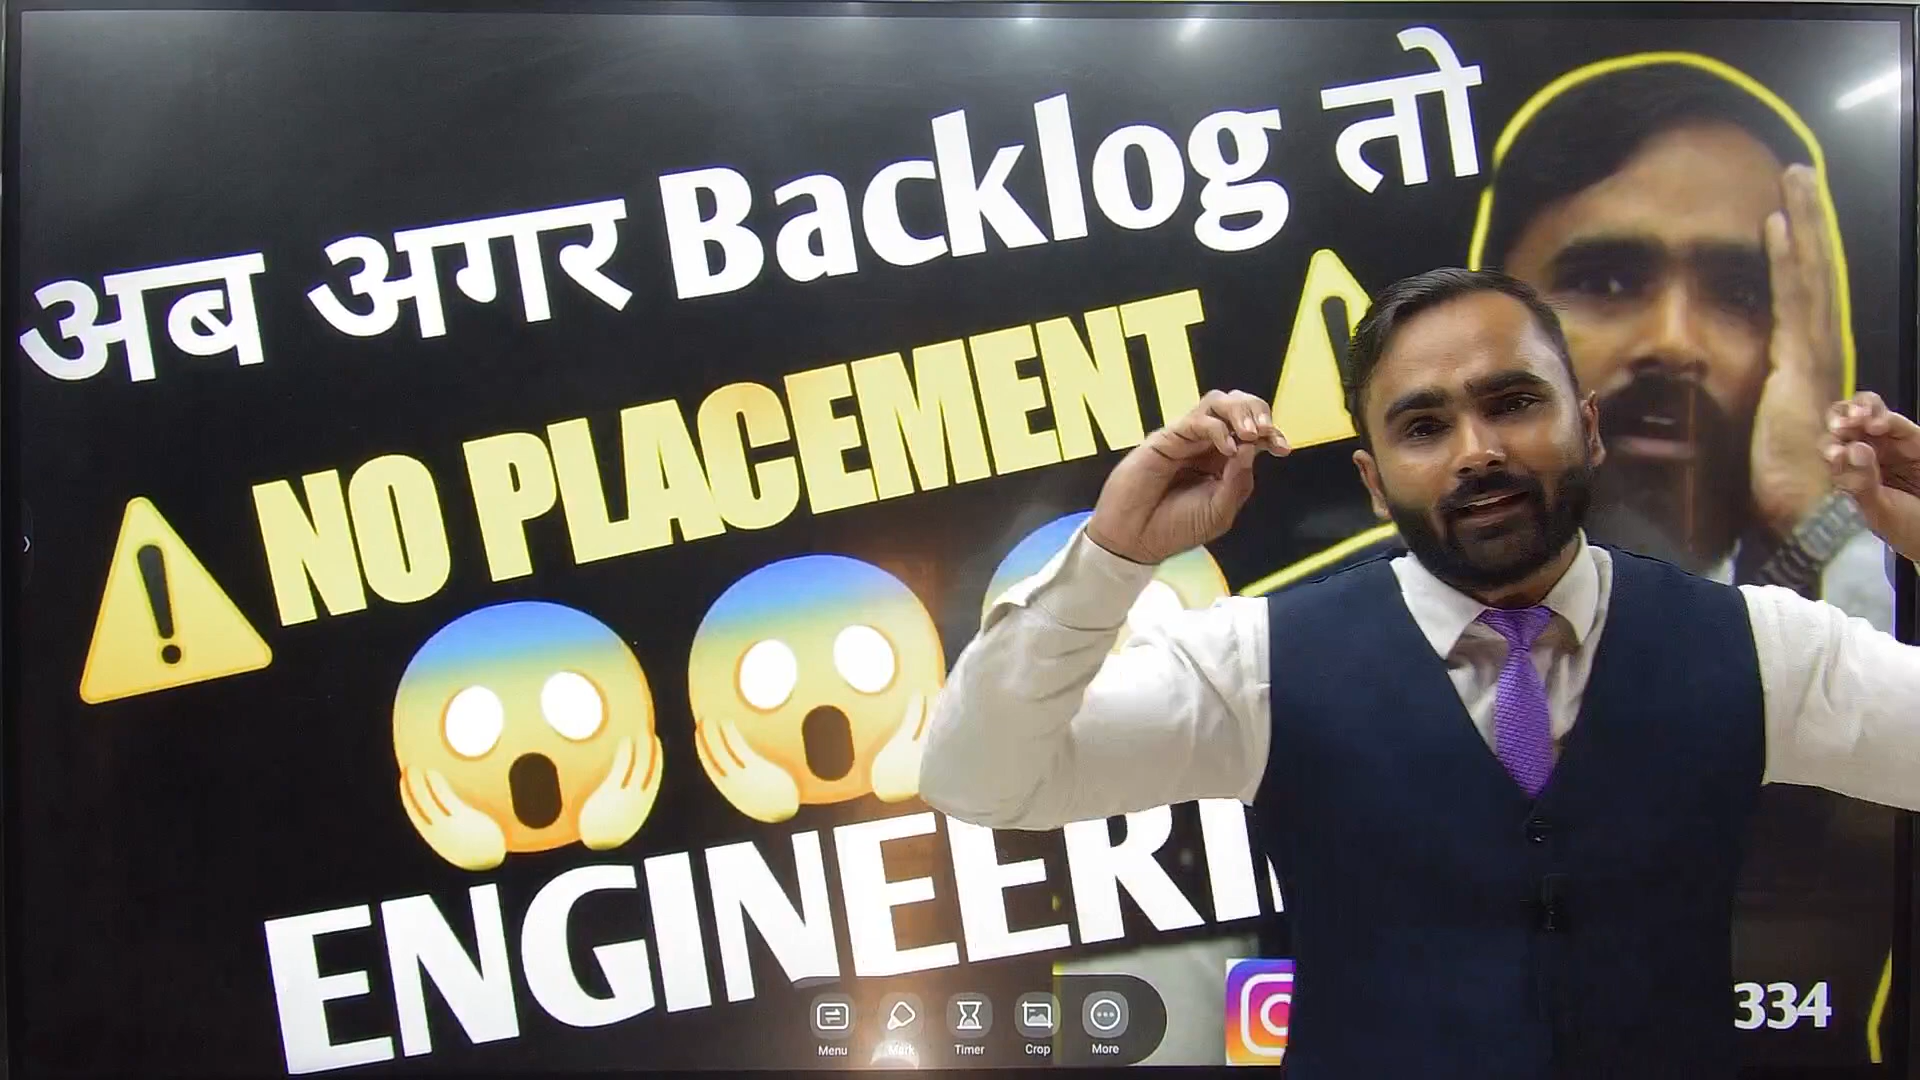 अब अगर Backlog तो
NO PLACEMENT
ENGINEERI
334
Menu Mark Timer Crop More